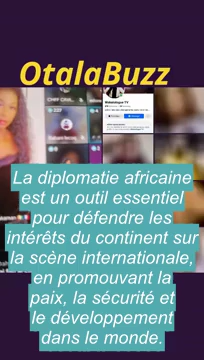 OtalaBuzz
La diplomatie africaine
est un outil essentiel
pour défendre les
intérêts du continent sur
la scène internationale,
en promouvant la
paix, la sécurité et
le développement
dans le monde.